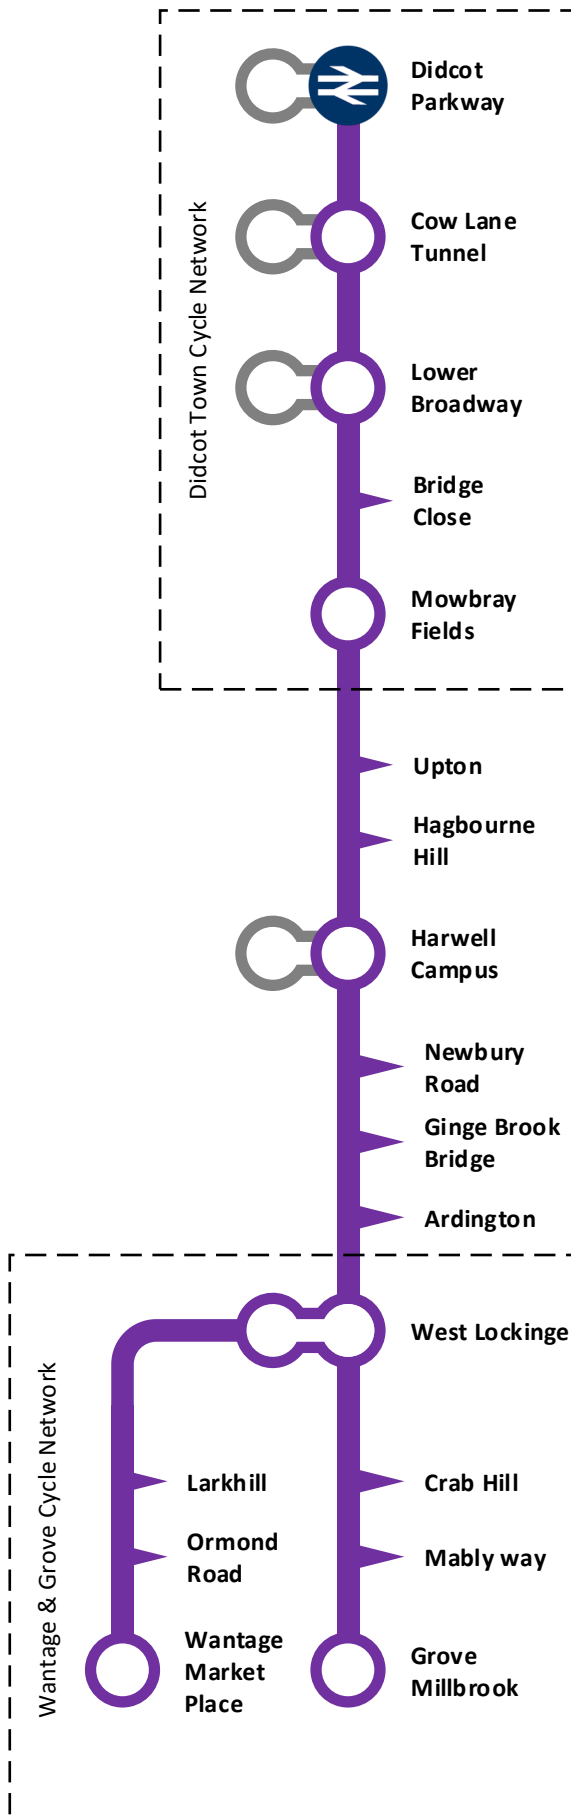 Didcot
Parkway
Cow Lane
Tunnel
Didcot Town Cycle Network
Lower
Broadway
Bridge
Close
Mowbray
Fields
Upton
Hagbourne
Hill
Harwell
Campus
Newbury
Road
Ginge Brook
Bridge
Ardington
West Lockinge
Wantage & Grove Cycle Network
Larkhill
Crab Hill
Ormond
Road
Mably way
Wantage
Market
Place
Grove
Millbrook